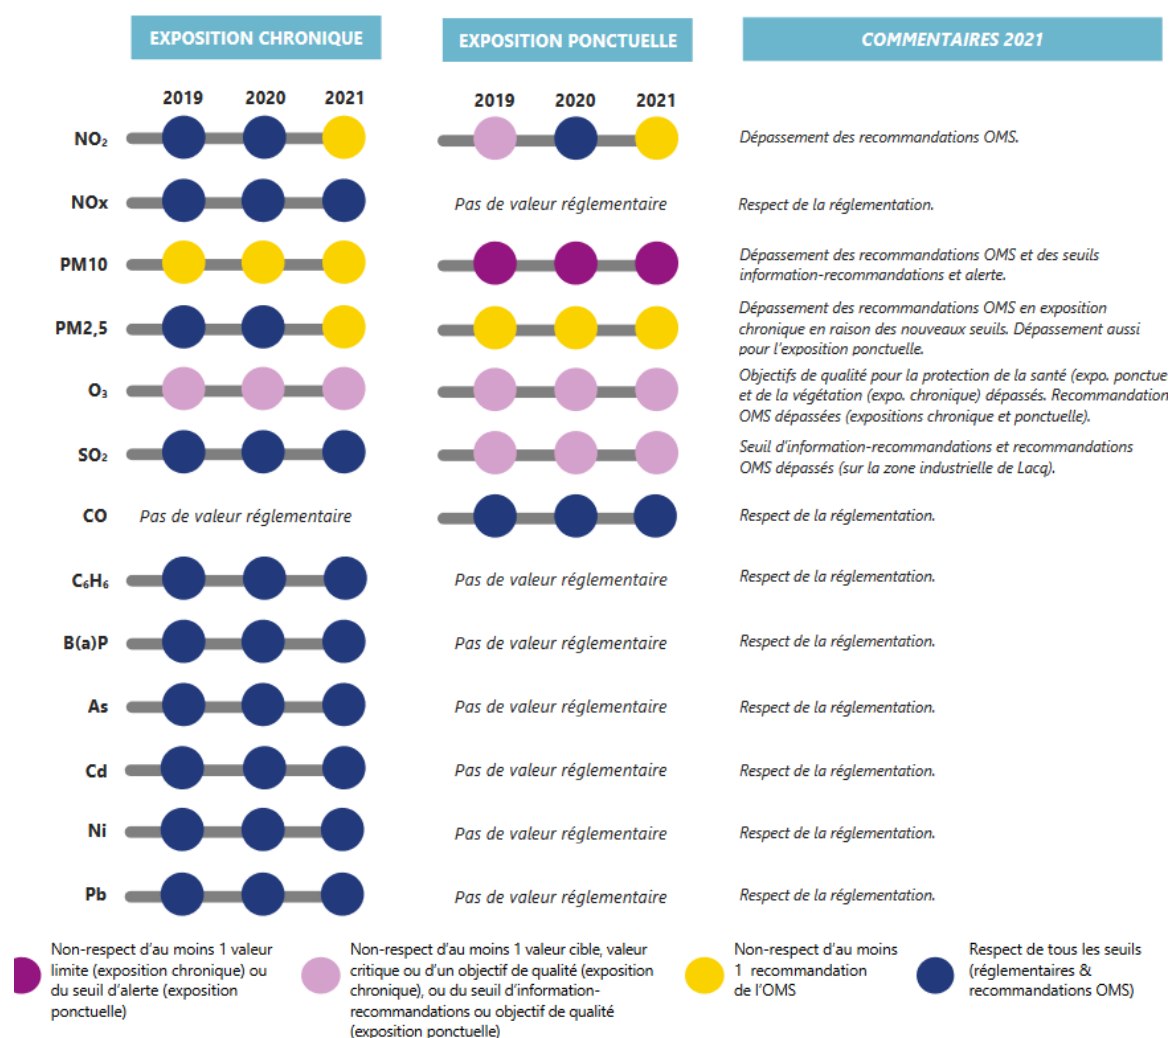 EXPOSITION CHRONIQUE
EXPOSITION PONCTUELLE
COMMENTAIRES 2021
2019 2020 2021
2019 2020 2021
NO₂
Dépassement des recommandations OMS.
NOx
Pas de valeur réglementaire
Respect de la réglementation.
PM10
Dépassement des recommandations OMS et des seuils
information-recommandations et alerte.
PM2,5
Dépassement des recommandations OMS en exposition
chronique en raison des nouveaux seuils. Dépassement aussi
pour l'exposition ponctuelle.
O₃
Objectifs de qualité pour la protection de la santé (expo. ponctue
et de la végétation (expo. chronique) dépassés. Recommandation
OMS dépassées (expositions chronique et ponctuelle).
SO₂
Seuil d'information-recommandations et recommandations
OMS dépassés (sur la zone industrielle de Lacq).
CO
Pas de valeur réglementaire
Respect de la réglementation.
C₆H₆
Pas de valeur réglementaire
Respect de la réglementation.
B(a)P
Pas de valeur réglementaire
Respect de la réglementation.
As
Pas de valeur réglementaire
Respect de la réglementation.
Cd
Pas de valeur réglementaire
Respect de la réglementation.
Ni
Pas de valeur réglementaire
Respect de la réglementation.
Pb
Pas de valeur réglementaire
Respect de la réglementation.
Non-respect d'au moins 1 valeur
limite (exposition chronique) ou
du seuil d'alerte (exposition
ponctuelle)
Non-respect d'au moins 1 valeur cible, valeur
critique ou d'un objectif de qualité (exposition
chronique), ou du seuil d'information-
recommandations ou objectif de qualité
(exposition ponctuelle)
Non-respect d'au moins
1 recommandation
de l'OMS
Respect de tous les seuils
(réglementaires &
recommandations OMS)